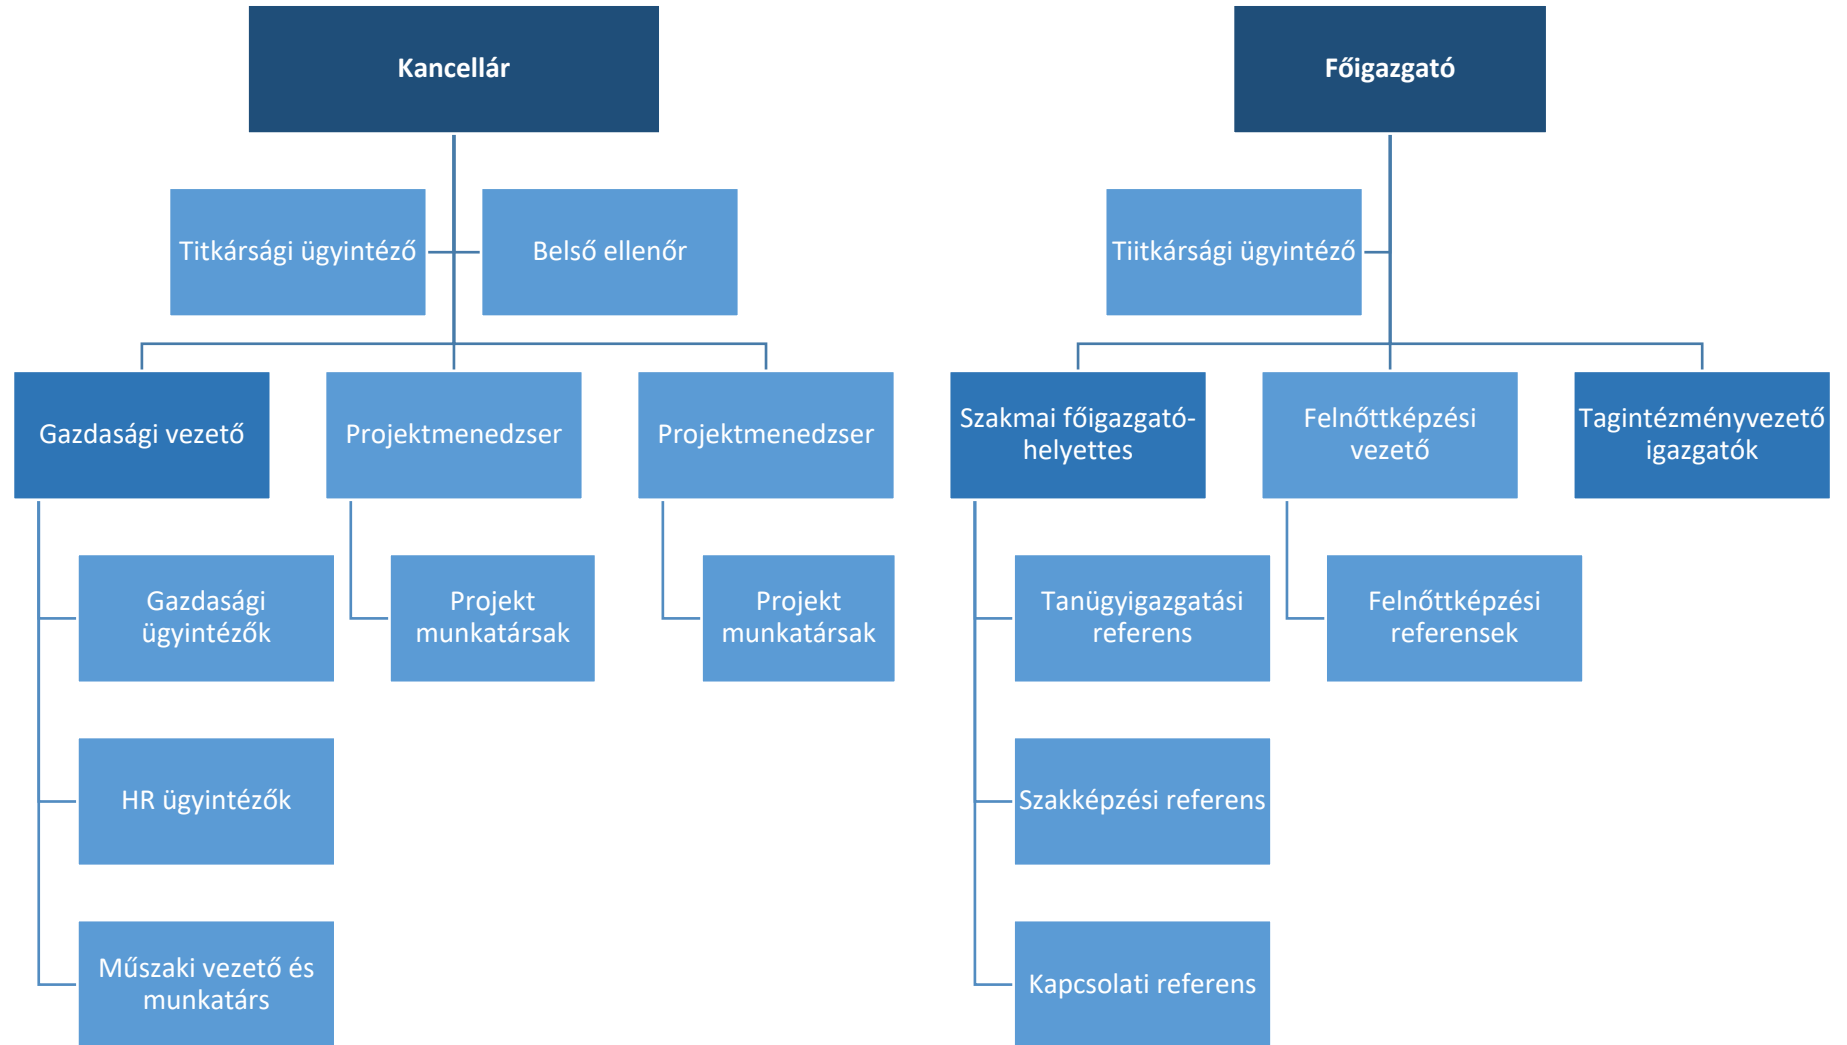 Kancellár
Főigazgató
Titkársági ügyintéző
Belső ellenőr
Tiitkársági ügyintéző
Gazdasági vezető
Projektmenedzser
Projektmenedzser
Szakmai főigazgató-
helyettes
Felnőttképzési
vezető
Tagintézményvezető
igazgatók
Gazdasági
ügyintézők
Projekt
munkatársak
Projekt
munkatársak
Tanügyigazgatási
referens
Felnőttképzési
referensek
HR ügyintézők
Szakképzési referens
Műszaki vezető és
munkatárs
Kapcsolati referens